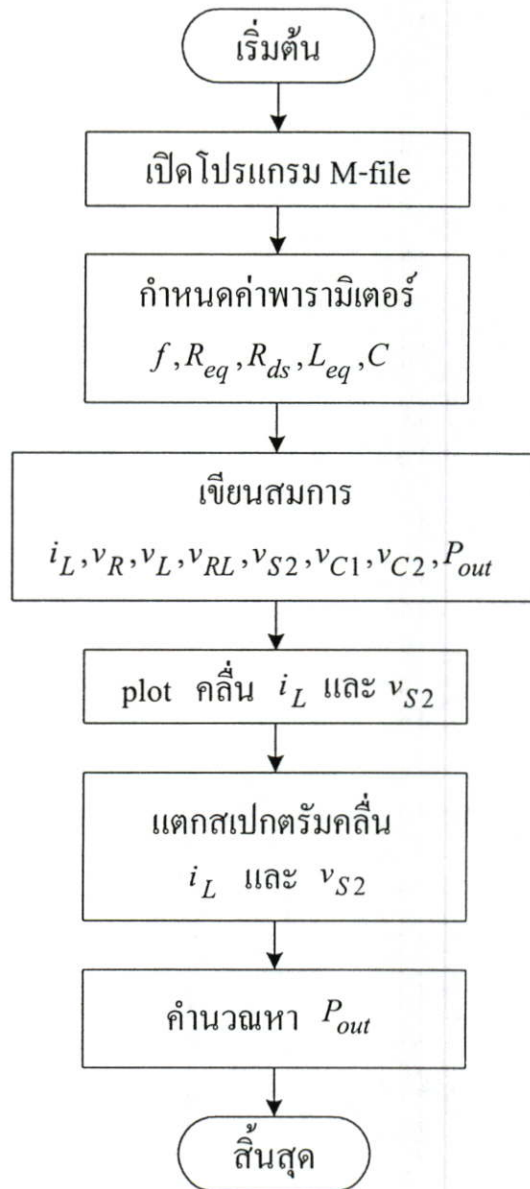 เริ่มต้น
เปิดโปรแกรม M-file
กำหนดค่าพารามิเตอร์
f, R_eq, R_ds, L_eq, C
เขียนสมการ
i_L, v_R, v_L, v_RL, v_S2, v_C1, v_C2, P_out
plot คลื่น i_L และ v_S2
แตกสเปกตรัมคลื่น
i_L และ v_S2
คำนวณหา P_out
สิ้นสุด